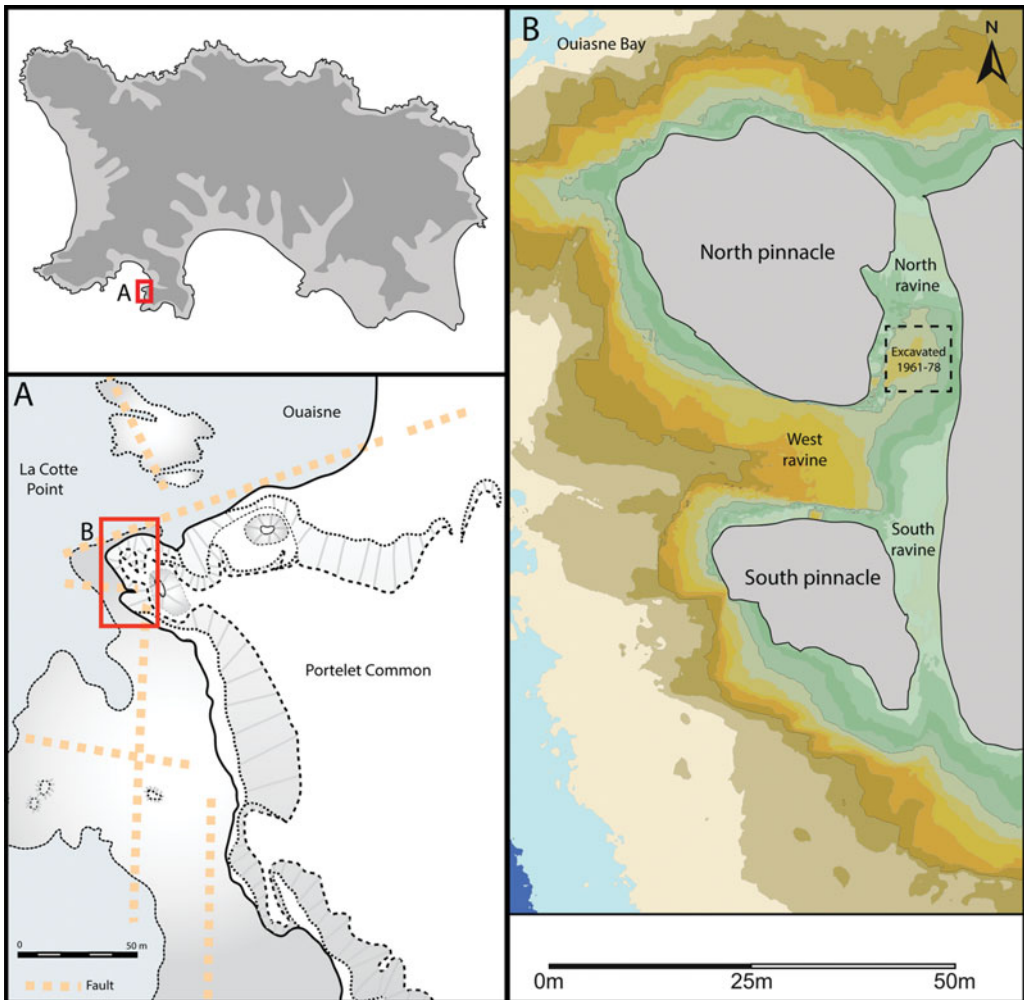 A
A
Ouaisne
La Cotte
Point
B
Portelet Common
0
50 m
Fault
B
Ouiasne Bay
N
North pinnacle
North
ravine
Excavated
1961-78
West
ravine
South
ravine
South pinnacle
0m
25m
50m